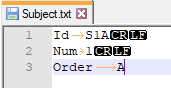 Subject.txt
1 Id→S1ACRLF
2 Num→1CRLF
3 Order→A